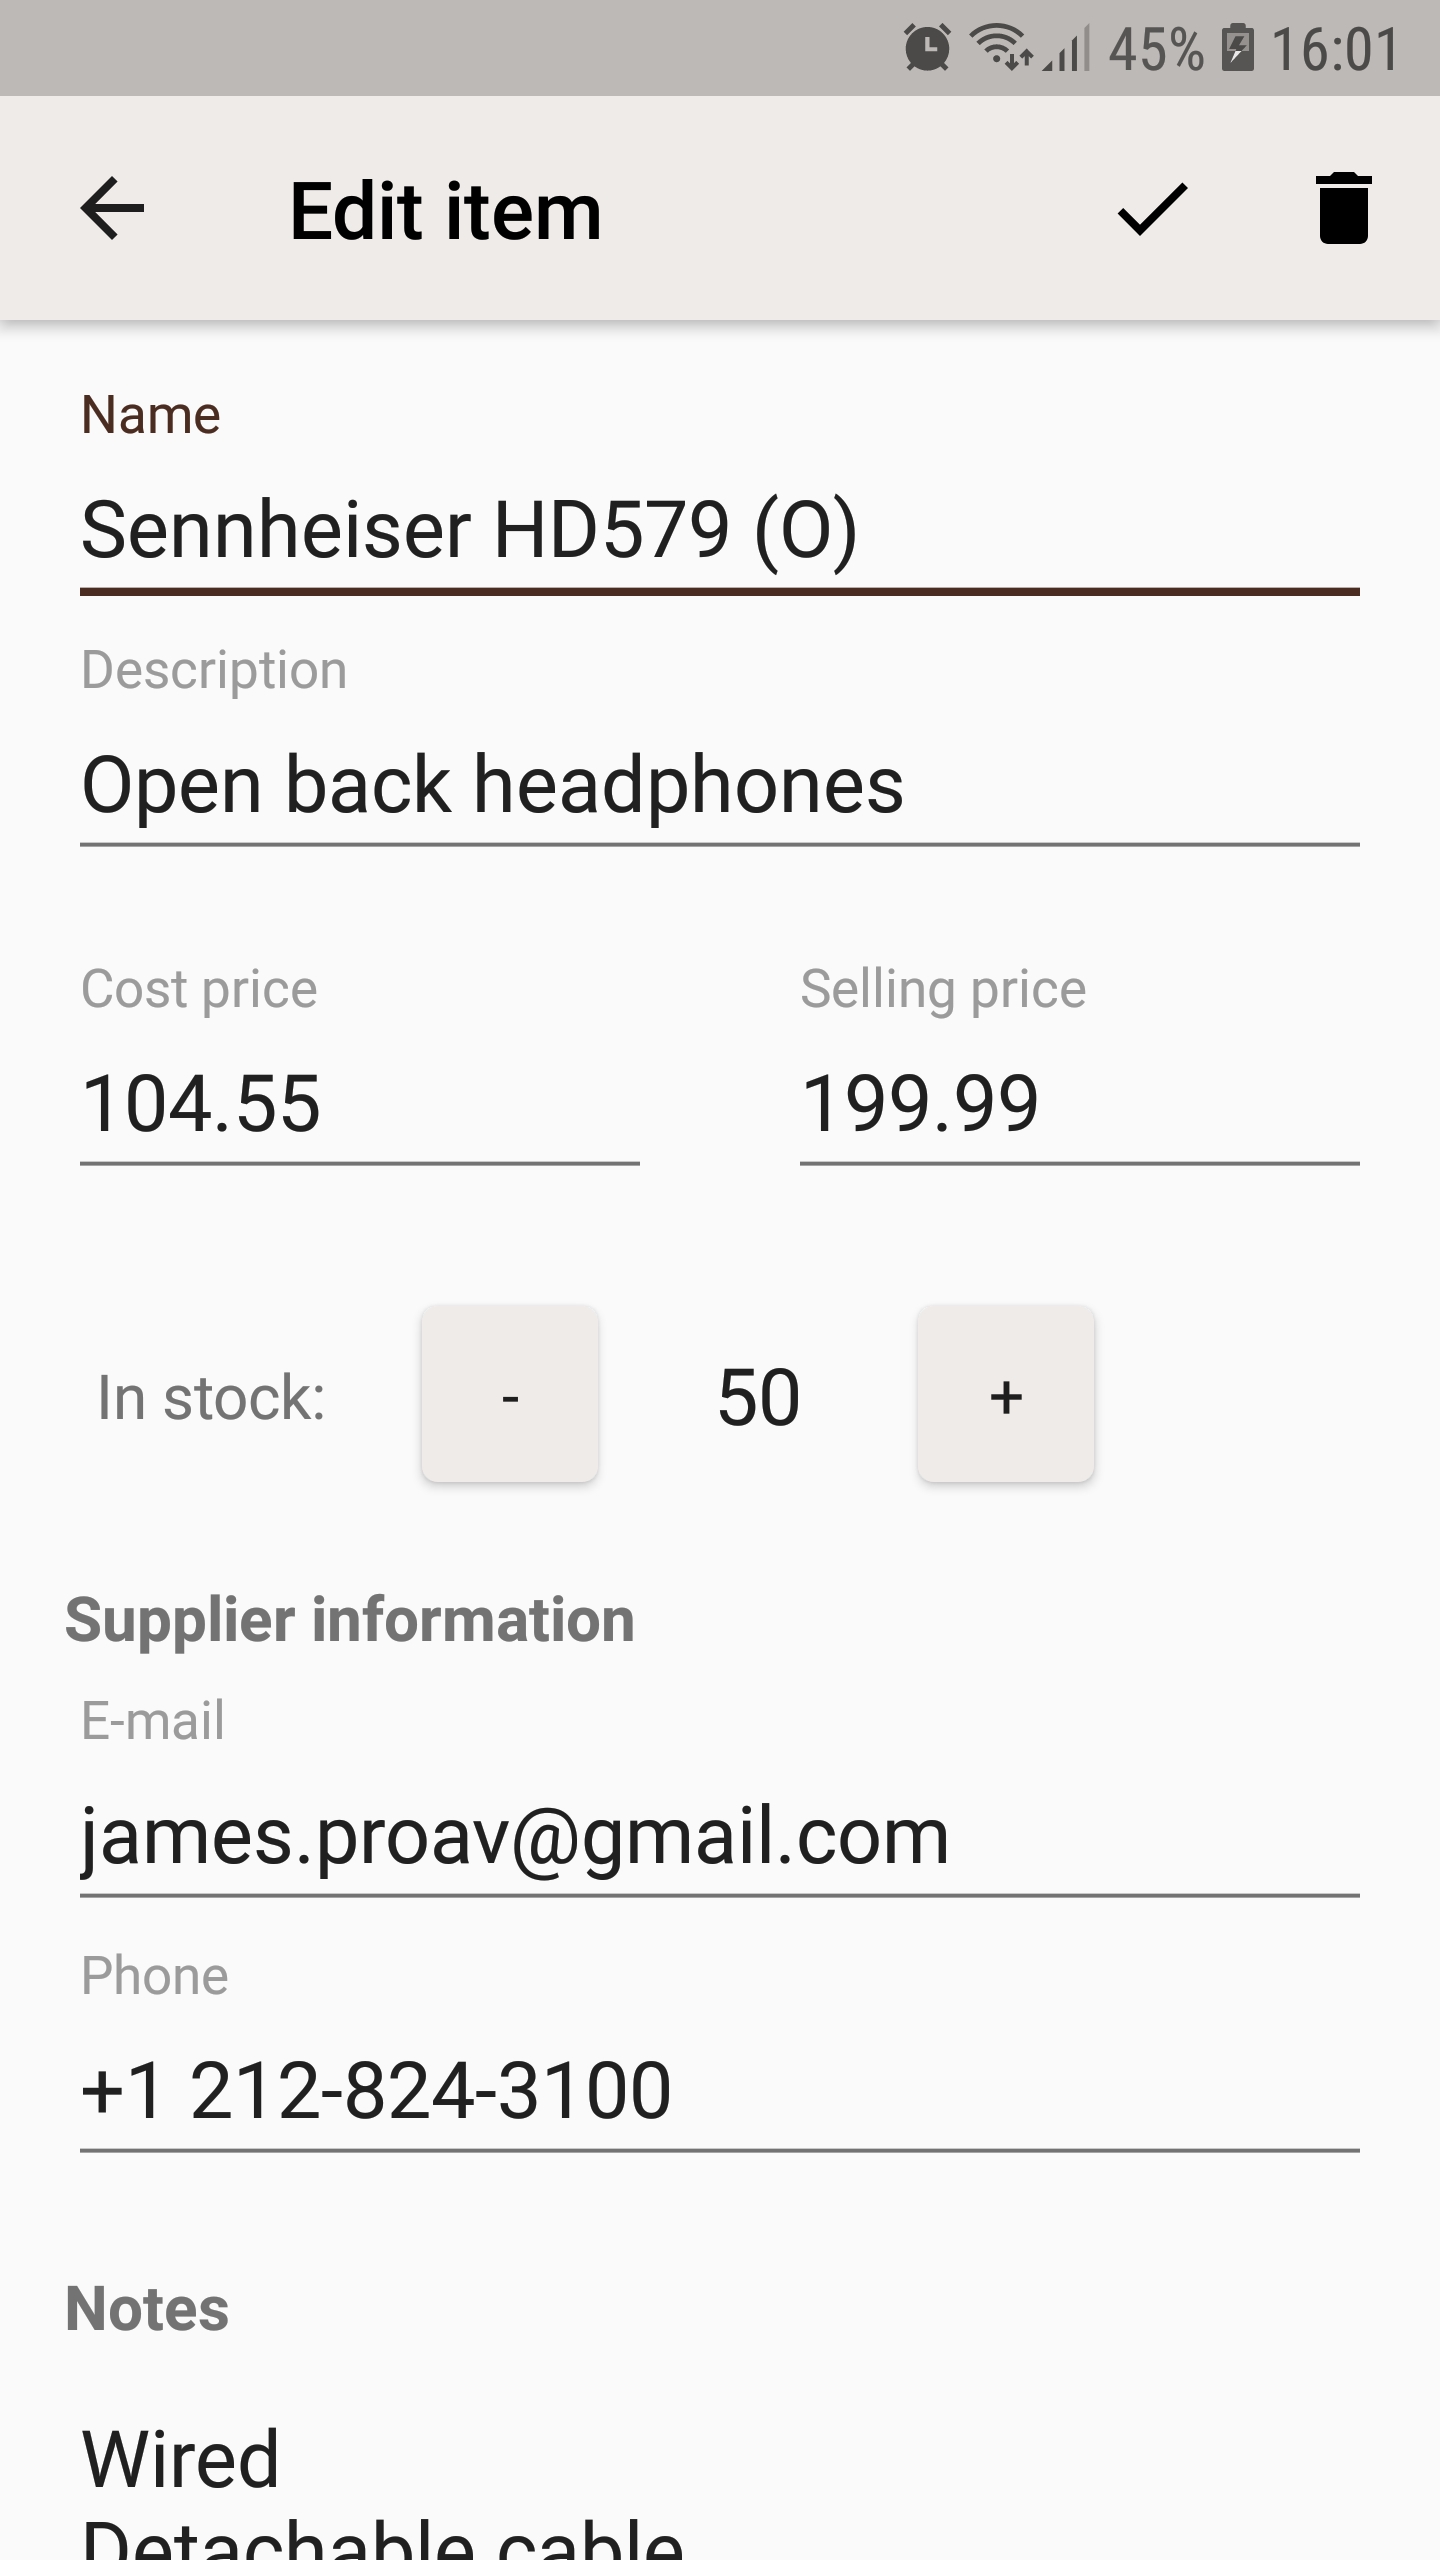 45% 16:01
Edit item
Name
Sennheiser HD579 (O)
Description
Open back headphones
Cost price Selling price
104.55 199.99
In stock: - 50 +
Supplier information
E-mail
james.proav@gmail.com
Phone
+1 212-824-3100
Notes
Wired
Detachable cable